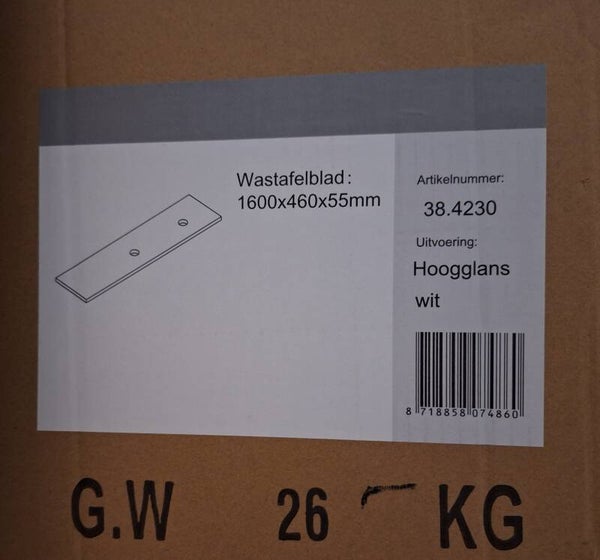 Wastafelblad:
1600x460x55mm
Artikelnummer:
38.4230
Uitvoering:
Hoogglans
wit
8 718858 074860
G.W 26 KG